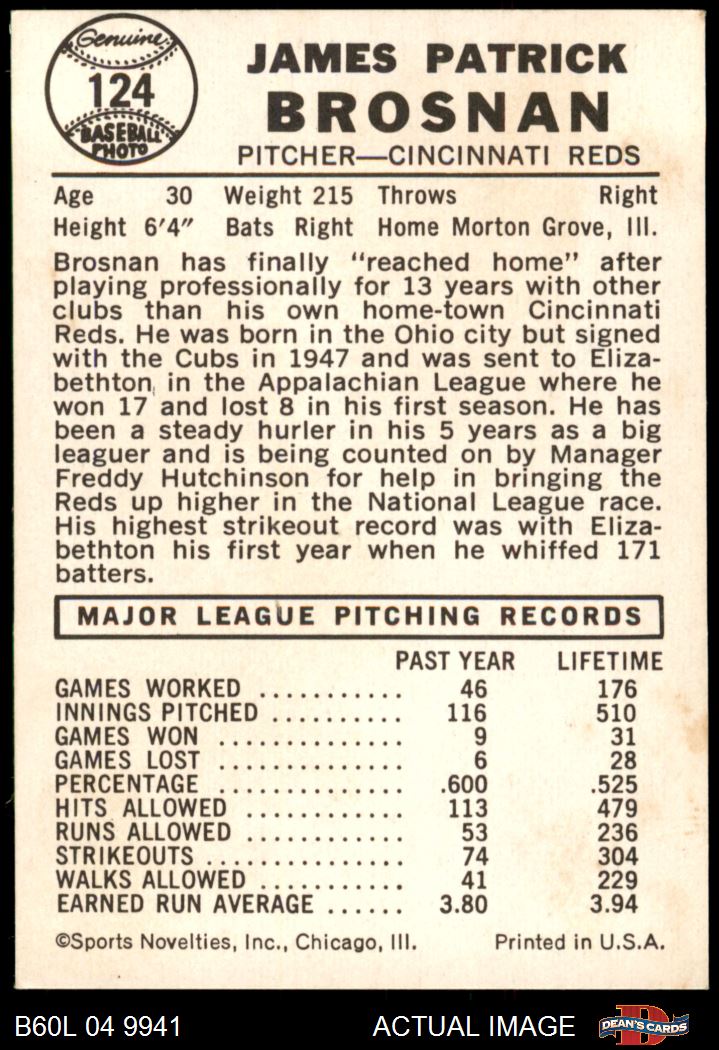 Genuine
124
BASEBALL
PHOTO
JAMES PATRICK
BROSNAN
PITCHER—CINCINNATI REDS
Age 30 Weight 215 Throws Right
Height 6'4" Bats Right Home Morton Grove, Ill.
Brosnan has finally "reached home" after
playing professionally for 13 years with other
clubs than his own home-town Cincinnati
Reds. He was born in the Ohio city but signed
with the Cubs in 1947 and was sent to Eliza-
bethton in the Appalachian League where he
won 17 and lost 8 in his first season. He has
been a steady hurler in his 5 years as a big
leaguer and is being counted on by Manager
Freddy Hutchinson for help in bringing the
Reds up higher in the National League race.
His highest strikeout record was with Eliza-
bethton his first year when he whiffed 171
batters.
MAJOR LEAGUE PITCHING RECORDS
PAST YEAR LIFETIME
GAMES WORKED ........... 46 176
INNINGS PITCHED .......... 116 510
GAMES WON .............. 9 31
GAMES LOST .............. 6 28
PERCENTAGE .............. .600 .525
HITS ALLOWED ............ 113 479
RUNS ALLOWED ........... 53 236
STRIKEOUTS ............... 74 304
WALKS ALLOWED ........... 41 229
EARNED RUN AVERAGE ...... 3.80 3.94
©Sports Novelties, Inc., Chicago, Ill. Printed in U.S.A.
B60L 04 9941 ACTUAL IMAGE D DEAN'S CARDS